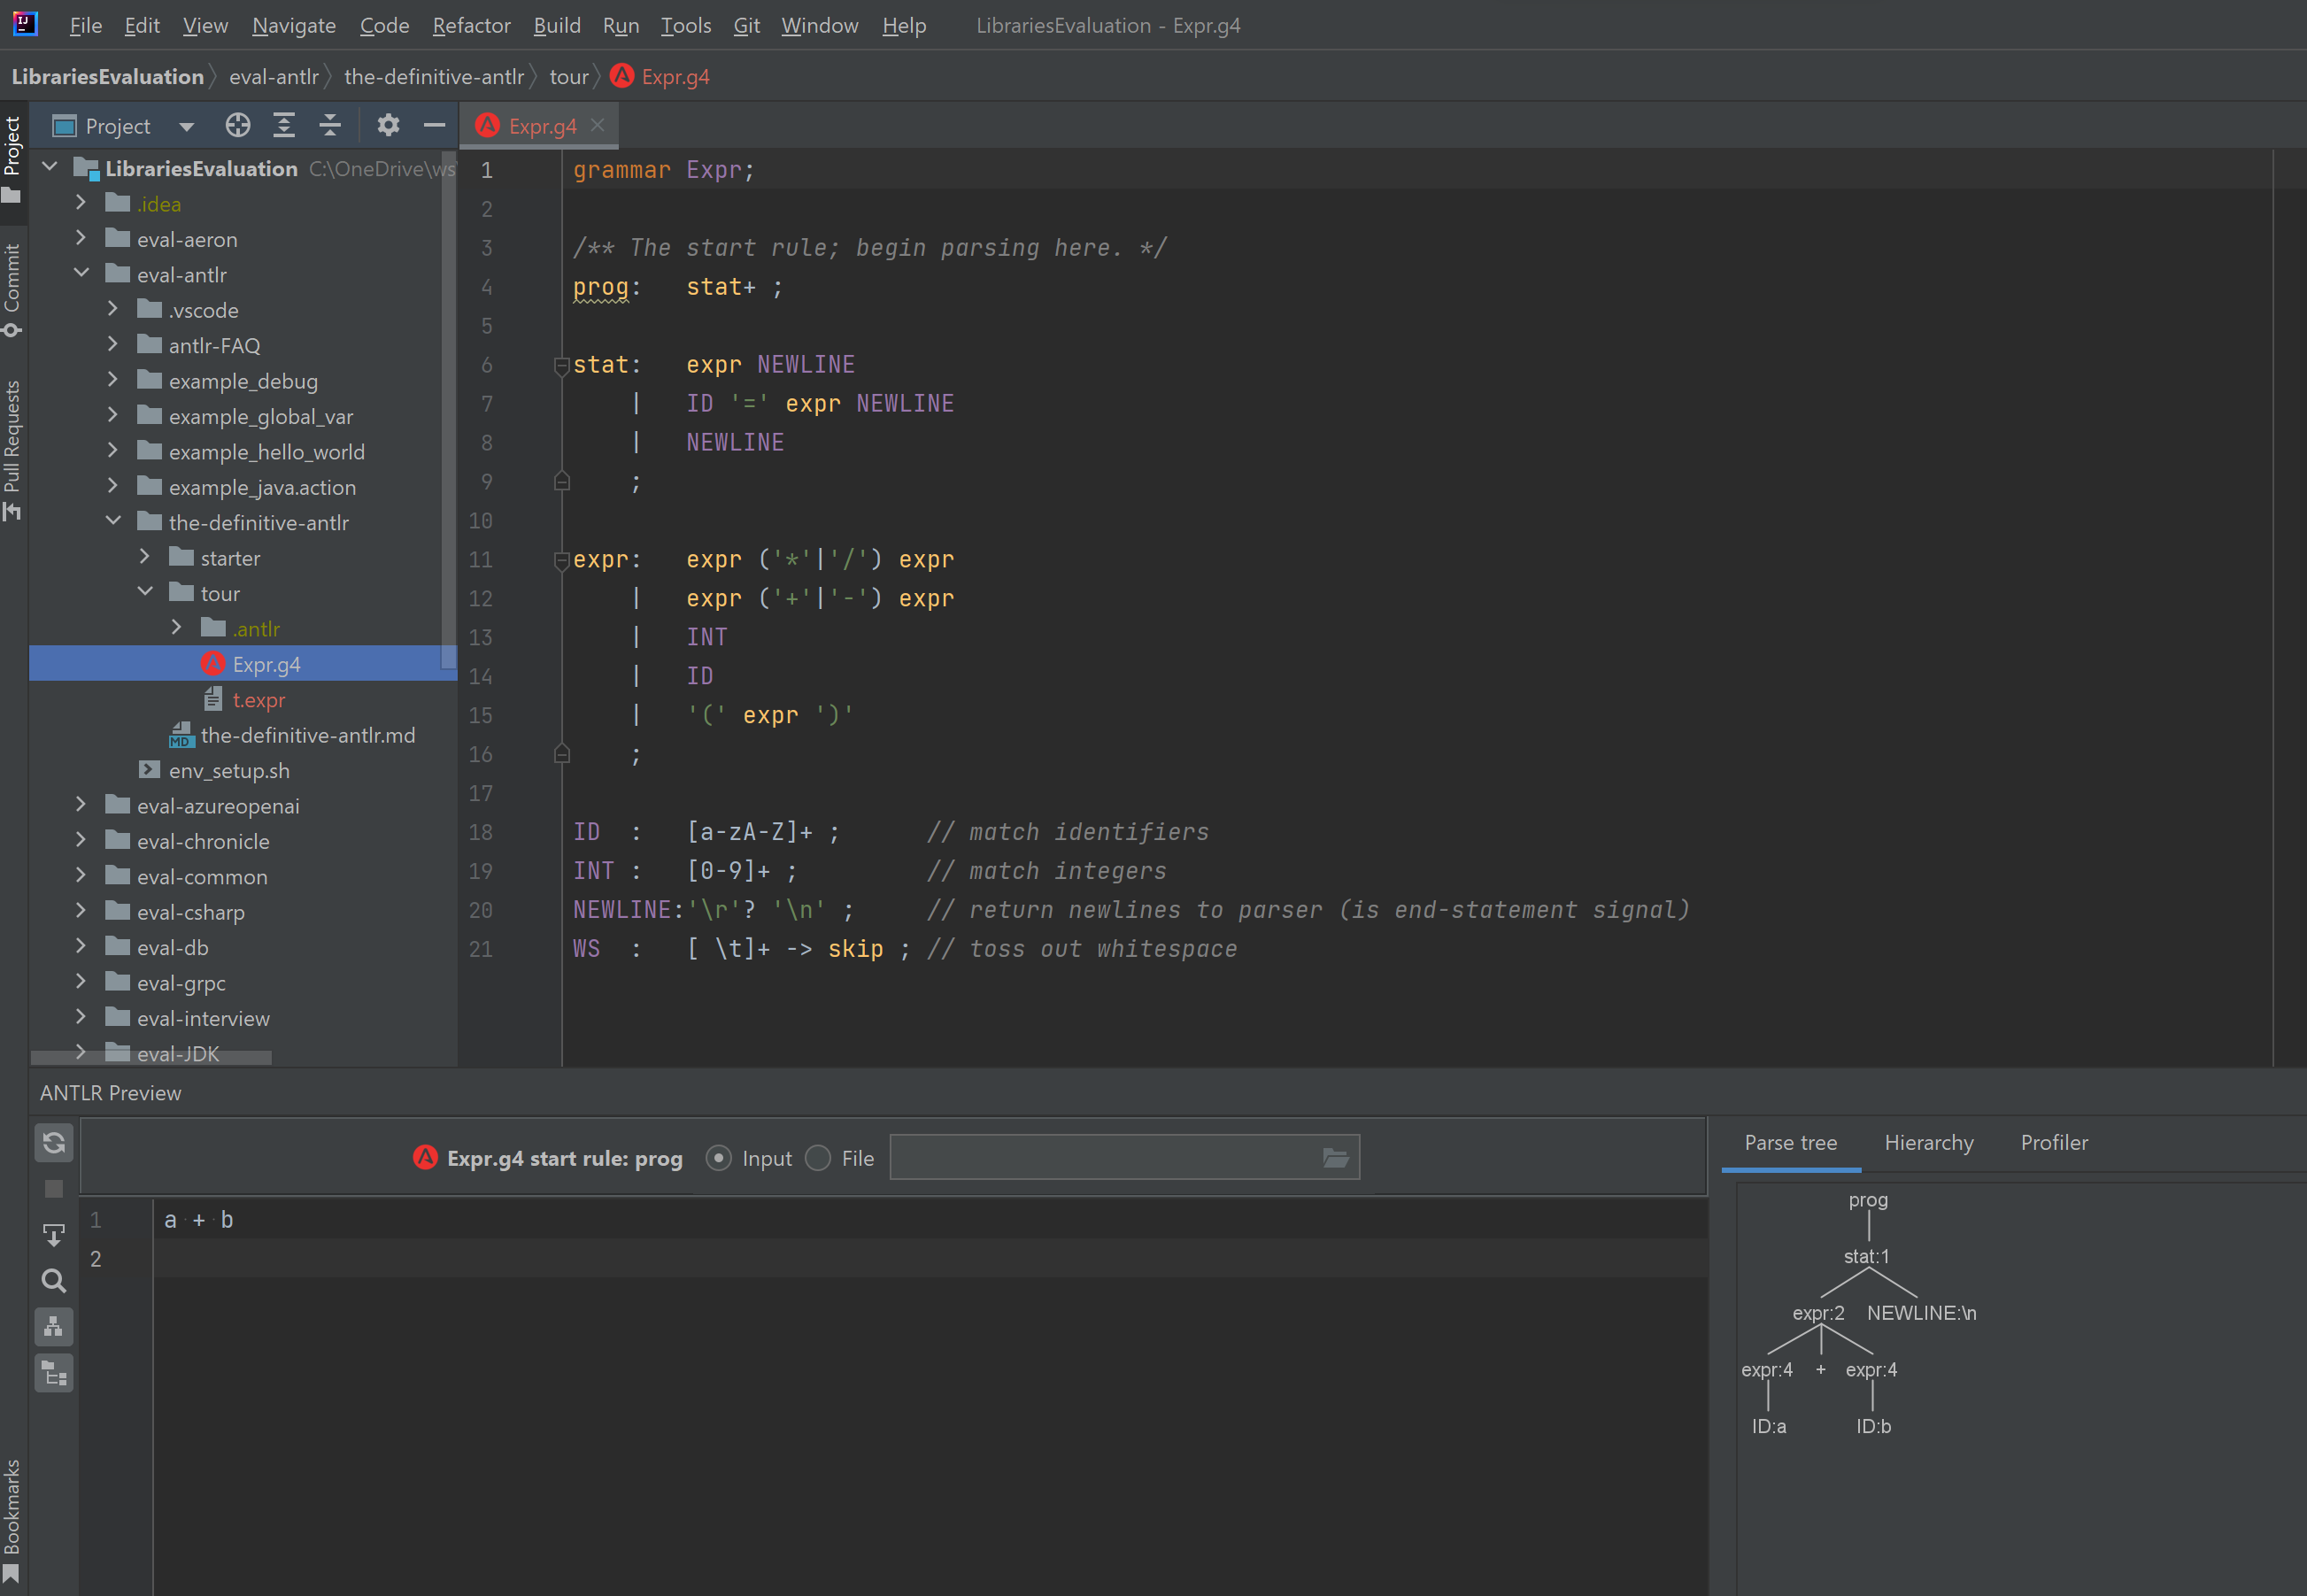 File Edit View Navigate Code Refactor Build Run Tools Git Window Help LibrariesEvaluation - Expr.g4
LibrariesEvaluation eval-antlr the-definitive-antlr tour Expr.g4
Project
Commit
Pull Requests
Bookmarks
Project
LibrariesEvaluation C:\OneDrive\ws
.idea
eval-aeron
eval-antlr
.vscode
antlr-FAQ
example_debug
example_global_var
example_hello_world
example_java.action
the-definitive-antlr
starter
tour
.antlr
Expr.g4
t.expr
the-definitive-antlr.md
env_setup.sh
eval-azureopenai
eval-chronicle
eval-common
eval-csharp
eval-db
eval-grpc
eval-interview
eval-JDK
Expr.g4
1 grammar Expr;
2
3 /** The start rule; begin parsing here. */
4 prog:   stat+ ;
5
6 stat:   expr NEWLINE
7     |   ID '=' expr NEWLINE
8     |   NEWLINE
9     ;
10
11 expr:   expr ('*'|'/') expr
12     |   expr ('+'|'-') expr
13     |   INT
14     |   ID
15     |   '(' expr ')'
16     ;
17
18 ID  :   [a-zA-Z]+ ;      // match identifiers
19 INT :   [0-9]+ ;         // match integers
20 NEWLINE:'\r'? '\n' ;     // return newlines to parser (is end-statement signal)
21 WS  :   [ \t]+ -> skip ; // toss out whitespace
ANTLR Preview
Expr.g4 start rule: prog Input File
1 a + b
2
Parse tree Hierarchy Profiler
prog
stat:1
expr:2 NEWLINE:\n
expr:4 + expr:4
ID:a ID:b